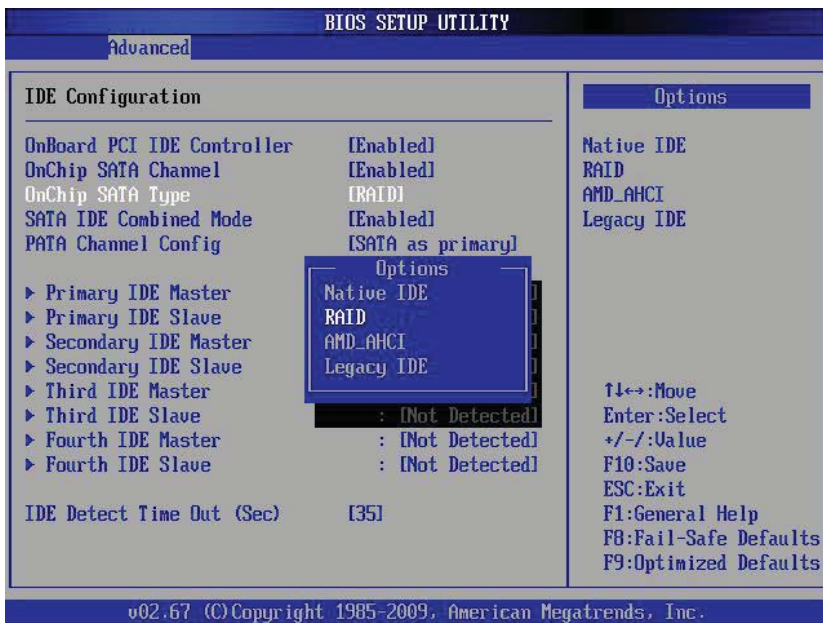 BIOS SETUP UTILITY
Advanced
IDE Configuration
OnBoard PCI IDE Controller [Enabled]
OnChip SATA Channel [Enabled]
OnChip SATA Type [RAID]
SATA IDE Combined Mode [Enabled]
PATA Channel Config [SATA as primary]
▶ Primary IDE Master ]
▶ Primary IDE Slave ]
▶ Secondary IDE Master ]
▶ Secondary IDE Slave ]
▶ Third IDE Master ]
▶ Third IDE Slave : [Not Detected]
▶ Fourth IDE Master : [Not Detected]
▶ Fourth IDE Slave : [Not Detected]
IDE Detect Time Out (Sec) [35]
Options
Native IDE
RAID
AMD_AHCI
Legacy IDE
Options
Native IDE
RAID
AMD_AHCI
Legacy IDE
↑↓↔:Move
Enter:Select
+/-/:Value
F10:Save
ESC:Exit
F1:General Help
F8:Fail-Safe Defaults
F9:Optimized Defaults
v02.67 (C)Copyright 1985-2009, American Megatrends, Inc.